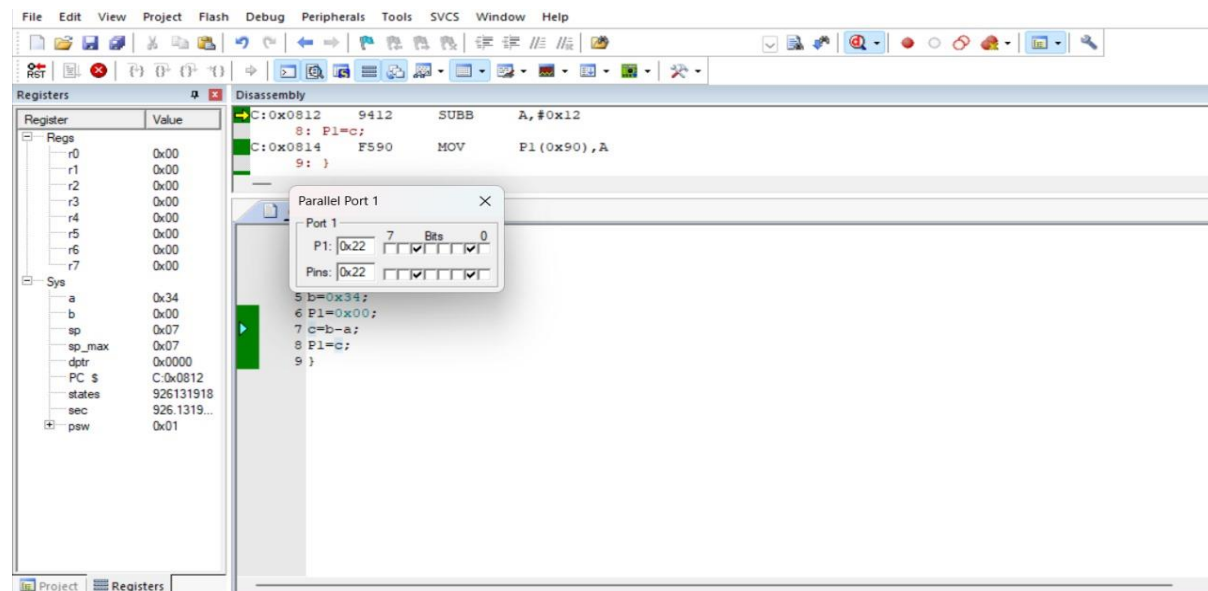 File Edit View Project Flash Debug Peripherals Tools SVCS Window Help
RST
Registers
Register Value
Regs
r0 0x00
r1 0x00
r2 0x00
r3 0x00
r4 0x00
r5 0x00
r6 0x00
r7 0x00
Sys
a 0x34
b 0x00
sp 0x07
sp_max 0x07
dptr 0x0000
PC $ C:0x0812
states 926131918
sec 926.1319...
psw 0x01
Project Registers
Disassembly
C:0x0812 9412 SUBB A,#0x12
8: P1=c;
C:0x0814 F590 MOV P1(0x90),A
9: }
Parallel Port 1
Port 1
7 Bits 0
P1: 0x22
Pins: 0x22
5 b=0x34;
6 P1=0x00;
7 c=b-a;
8 P1=c;
9 }